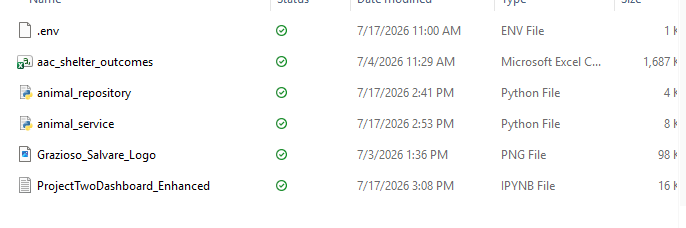 Name Status Date modified Type Size
.env 7/17/2026 11:00 AM ENV File 1 K
aac_shelter_outcomes 7/4/2026 11:29 AM Microsoft Excel C... 1,687 K
animal_repository 7/17/2026 2:41 PM Python File 4 K
animal_service 7/17/2026 2:53 PM Python File 8 K
Grazioso_Salvare_Logo 7/3/2026 1:36 PM PNG File 98 K
ProjectTwoDashboard_Enhanced 7/17/2026 3:08 PM IPYNB File 16 K